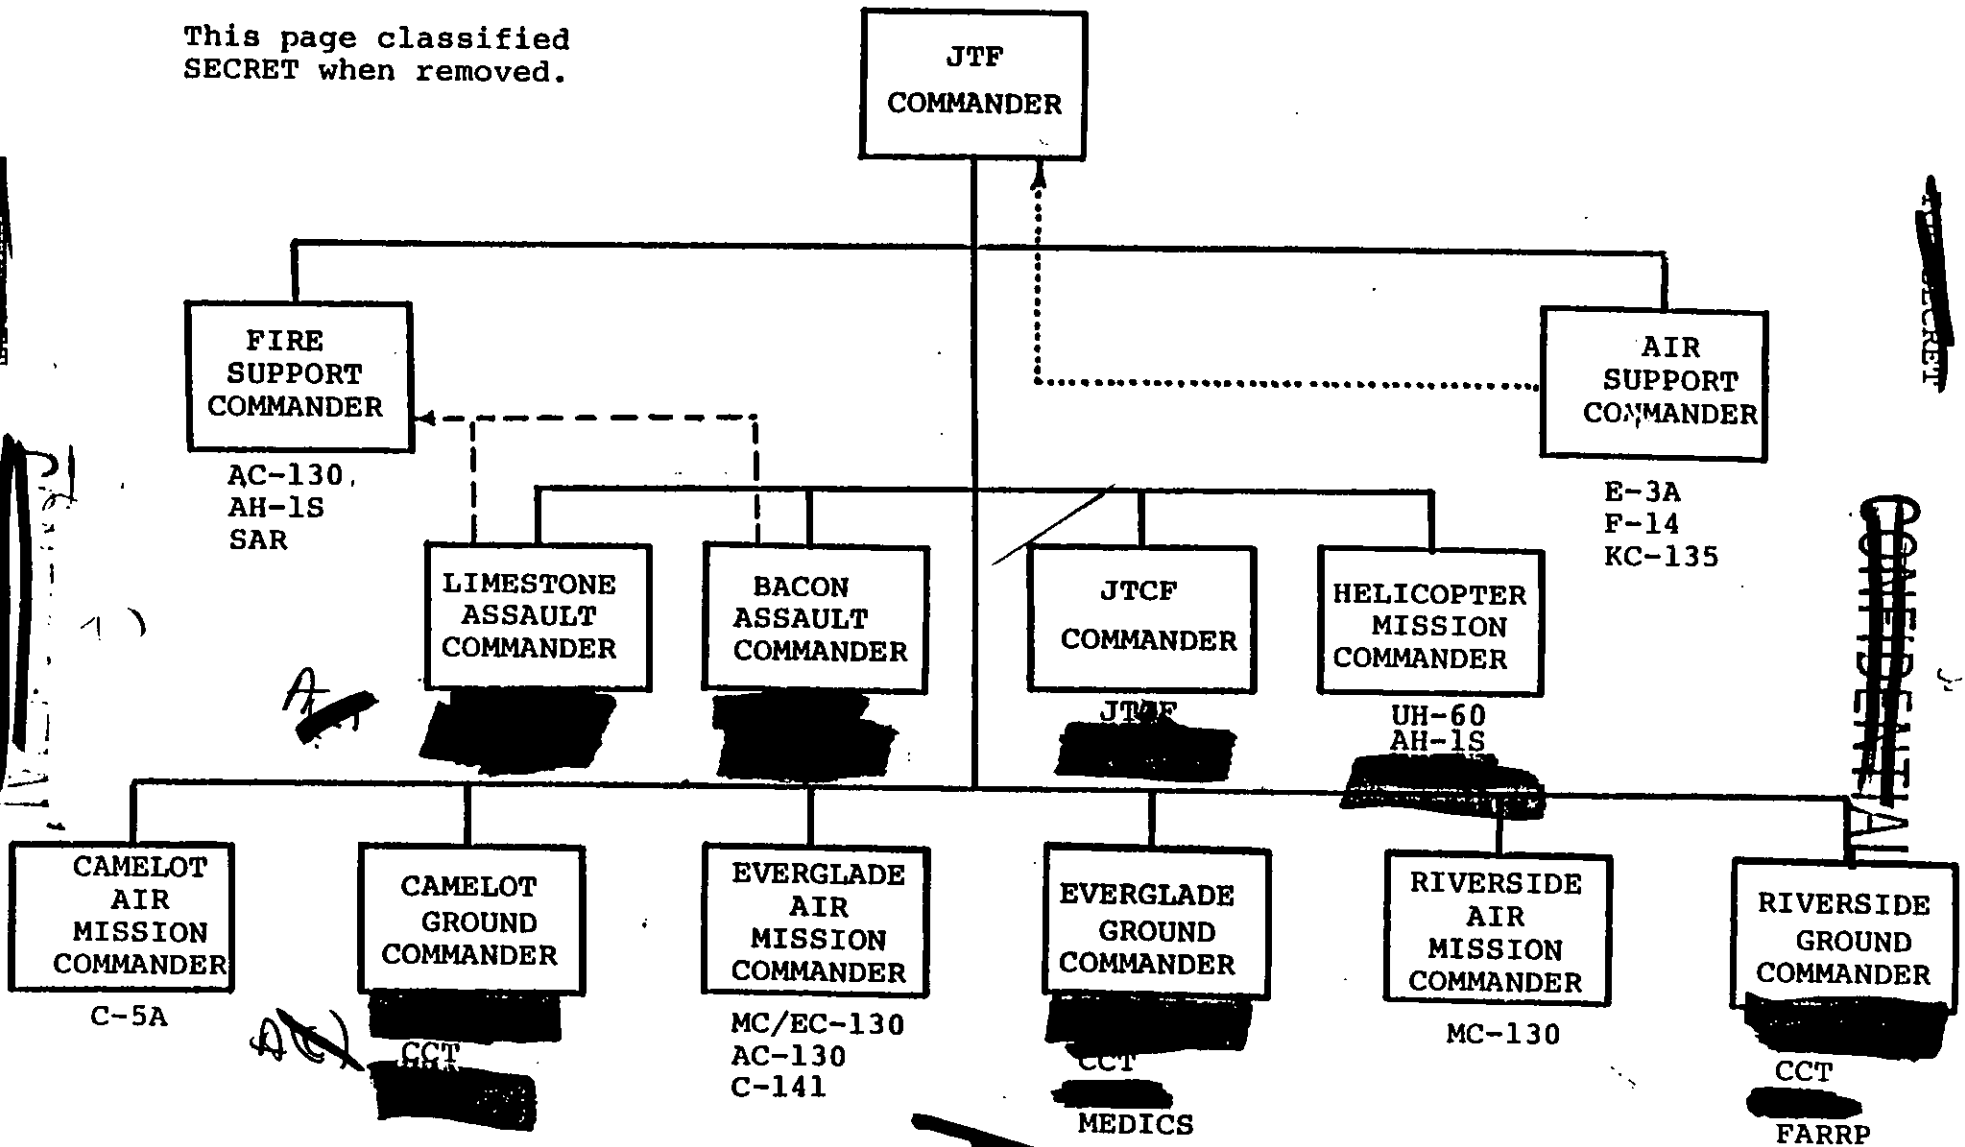 This page classified
SECRET when removed.
JTF
COMMANDER
FIRE
SUPPORT
COMMANDER
AC-130
AH-1S
SAR
AIR
SUPPORT
COMMANDER
E-3A
F-14
KC-135
LIMESTONE
ASSAULT
COMMANDER
BACON
ASSAULT
COMMANDER
JTCF
COMMANDER
HELICOPTER
MISSION
COMMANDER
UH-60
AH-1S
CAMELOT
AIR
MISSION
COMMANDER
C-5A
CAMELOT
GROUND
COMMANDER
CCT
EVERGLADE
AIR
MISSION
COMMANDER
MC/EC-130
AC-130
C-141
EVERGLADE
GROUND
COMMANDER
CCT
MEDICS
RIVERSIDE
AIR
MISSION
COMMANDER
MC-130
RIVERSIDE
GROUND
COMMANDER
CCT
FARRP
CONFIDENTIAL